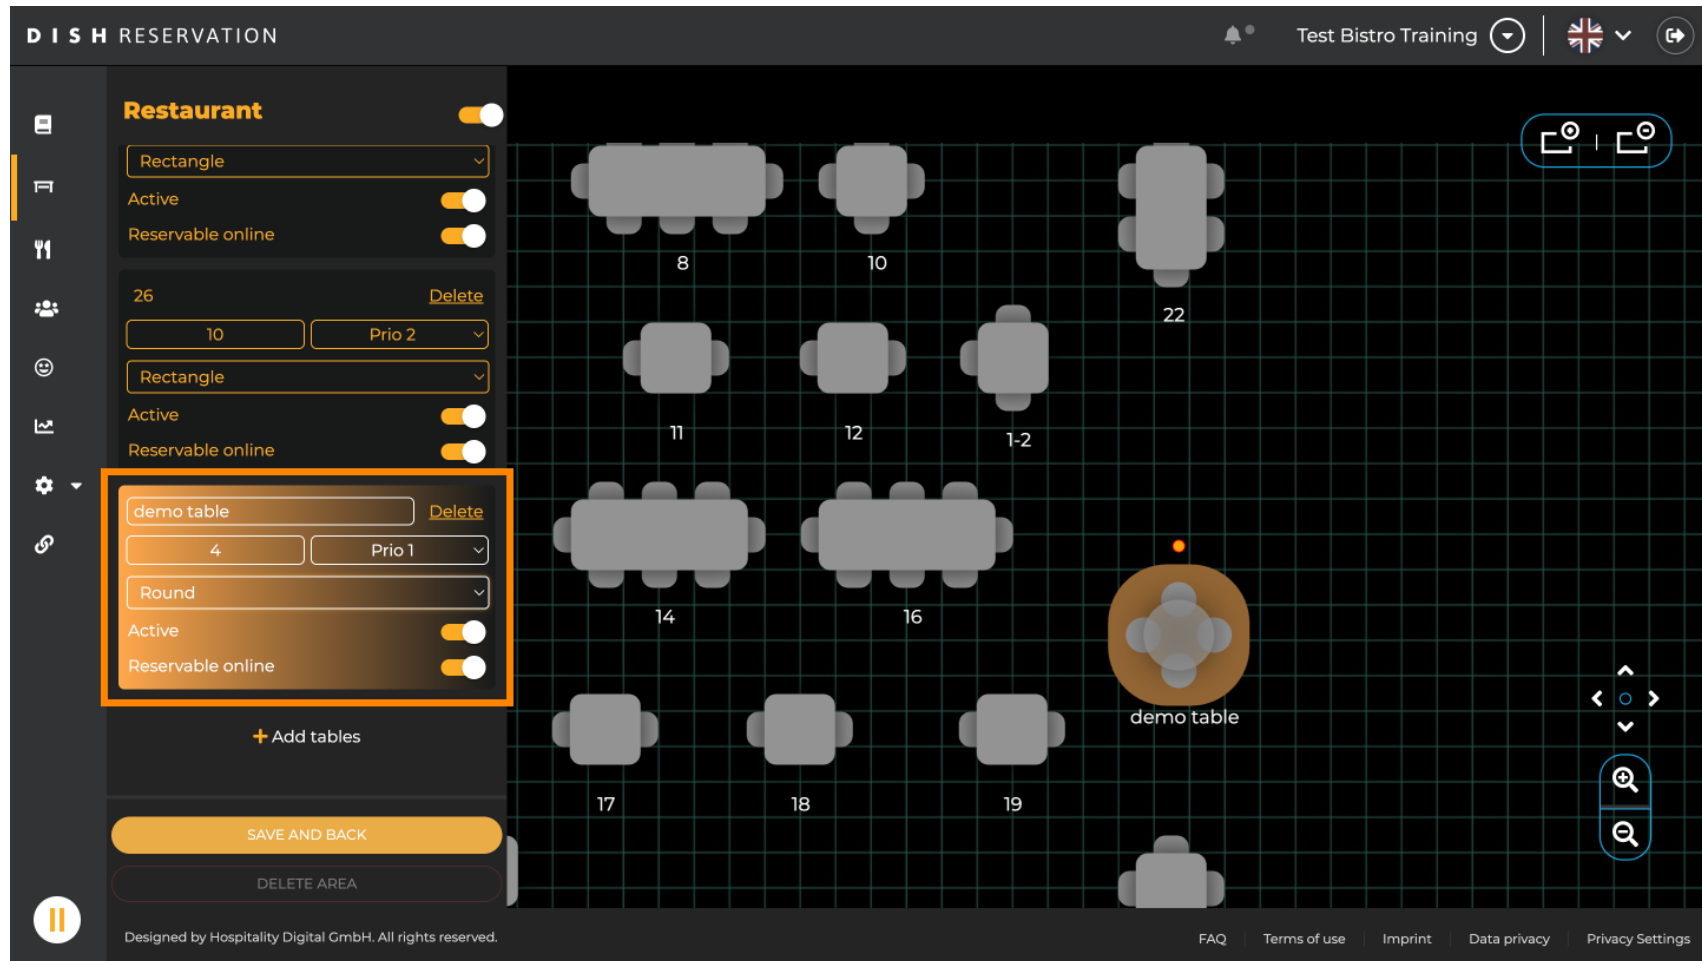 DISH RESERVATION
Test Bistro Training
Restaurant
Rectangle
Active
Reservable online
26 Delete
10 Prio 2
Rectangle
Active
Reservable online
demo table Delete
4 Prio 1
Round
Active
Reservable online
+ Add tables
SAVE AND BACK
DELETE AREA
8 10
22
11 12 1-2
14 16
demo table
17 18 19
Designed by Hospitality Digital GmbH. All rights reserved.
FAQ Terms of use Imprint Data privacy Privacy Settings